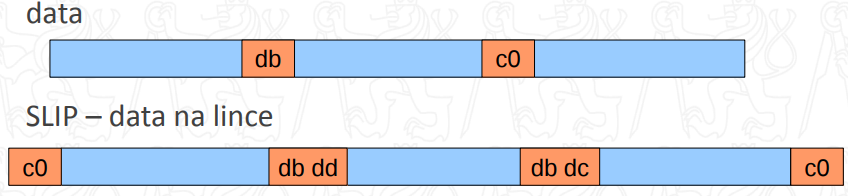 data
db c0
SLIP – data na lince
c0 db dd db dc c0